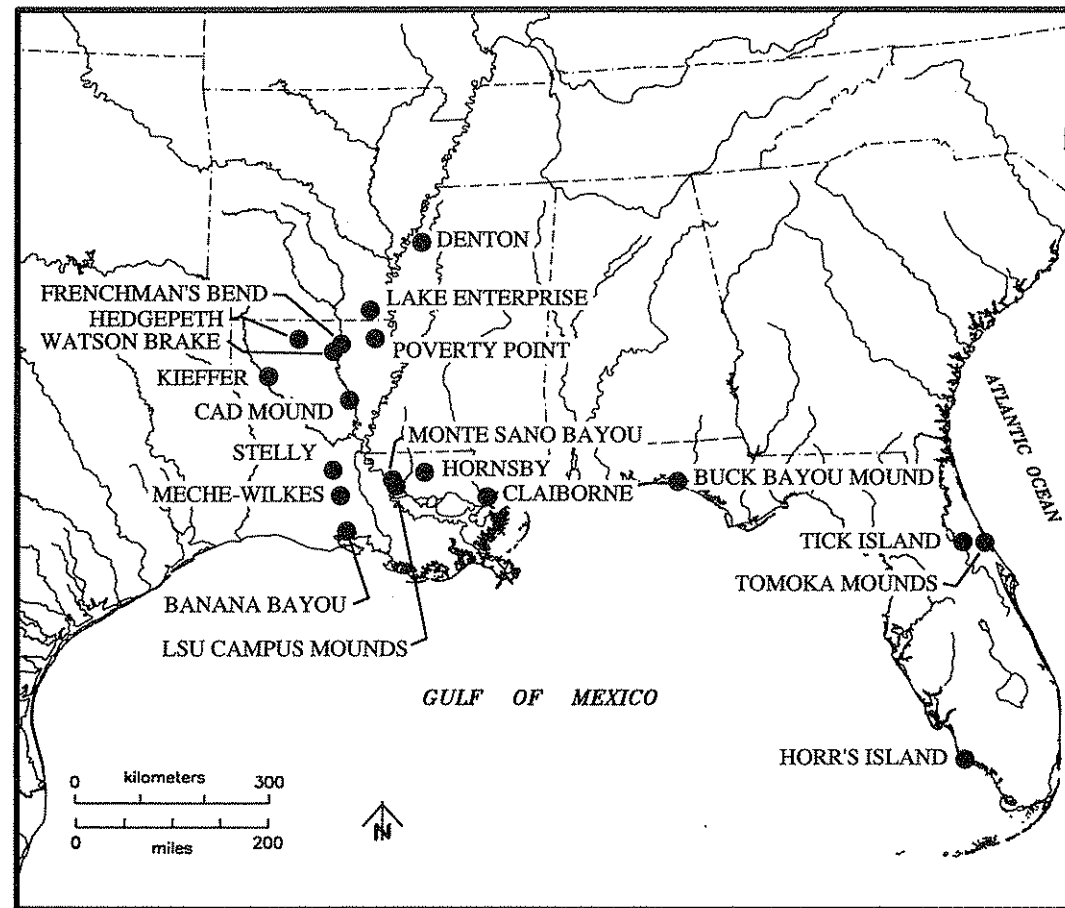 DENTON
FRENCHMAN'S BEND
LAKE ENTERPRISE
HEDGEPETH
WATSON BRAKE
POVERTY POINT
KIEFFER
CAD MOUND
MONTE SANO BAYOU
STELLY
HORNSBY
BUCK BAYOU MOUND
MECHE-WILKES
CLAIBORNE
ATLANTIC OCEAN
TICK ISLAND
TOMOKA MOUNDS
BANANA BAYOU
LSU CAMPUS MOUNDS
GULF OF MEXICO
HORR'S ISLAND
0 kilometers 300
0 miles 200
N